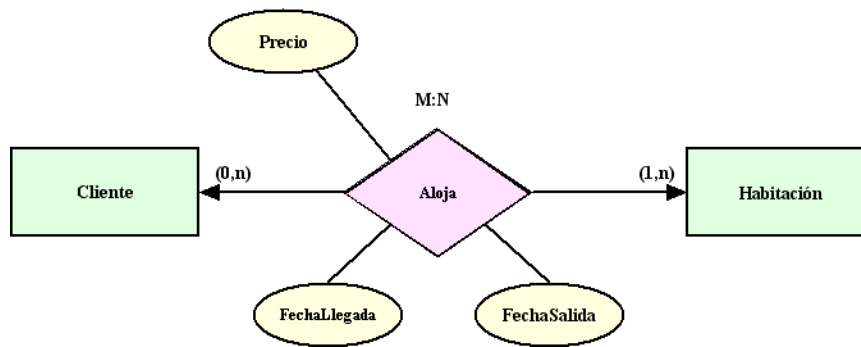 Precio
M:N
Cliente
(0,n)
Aloja
(1,n)
Habitación
FechaLlegada
FechaSalida